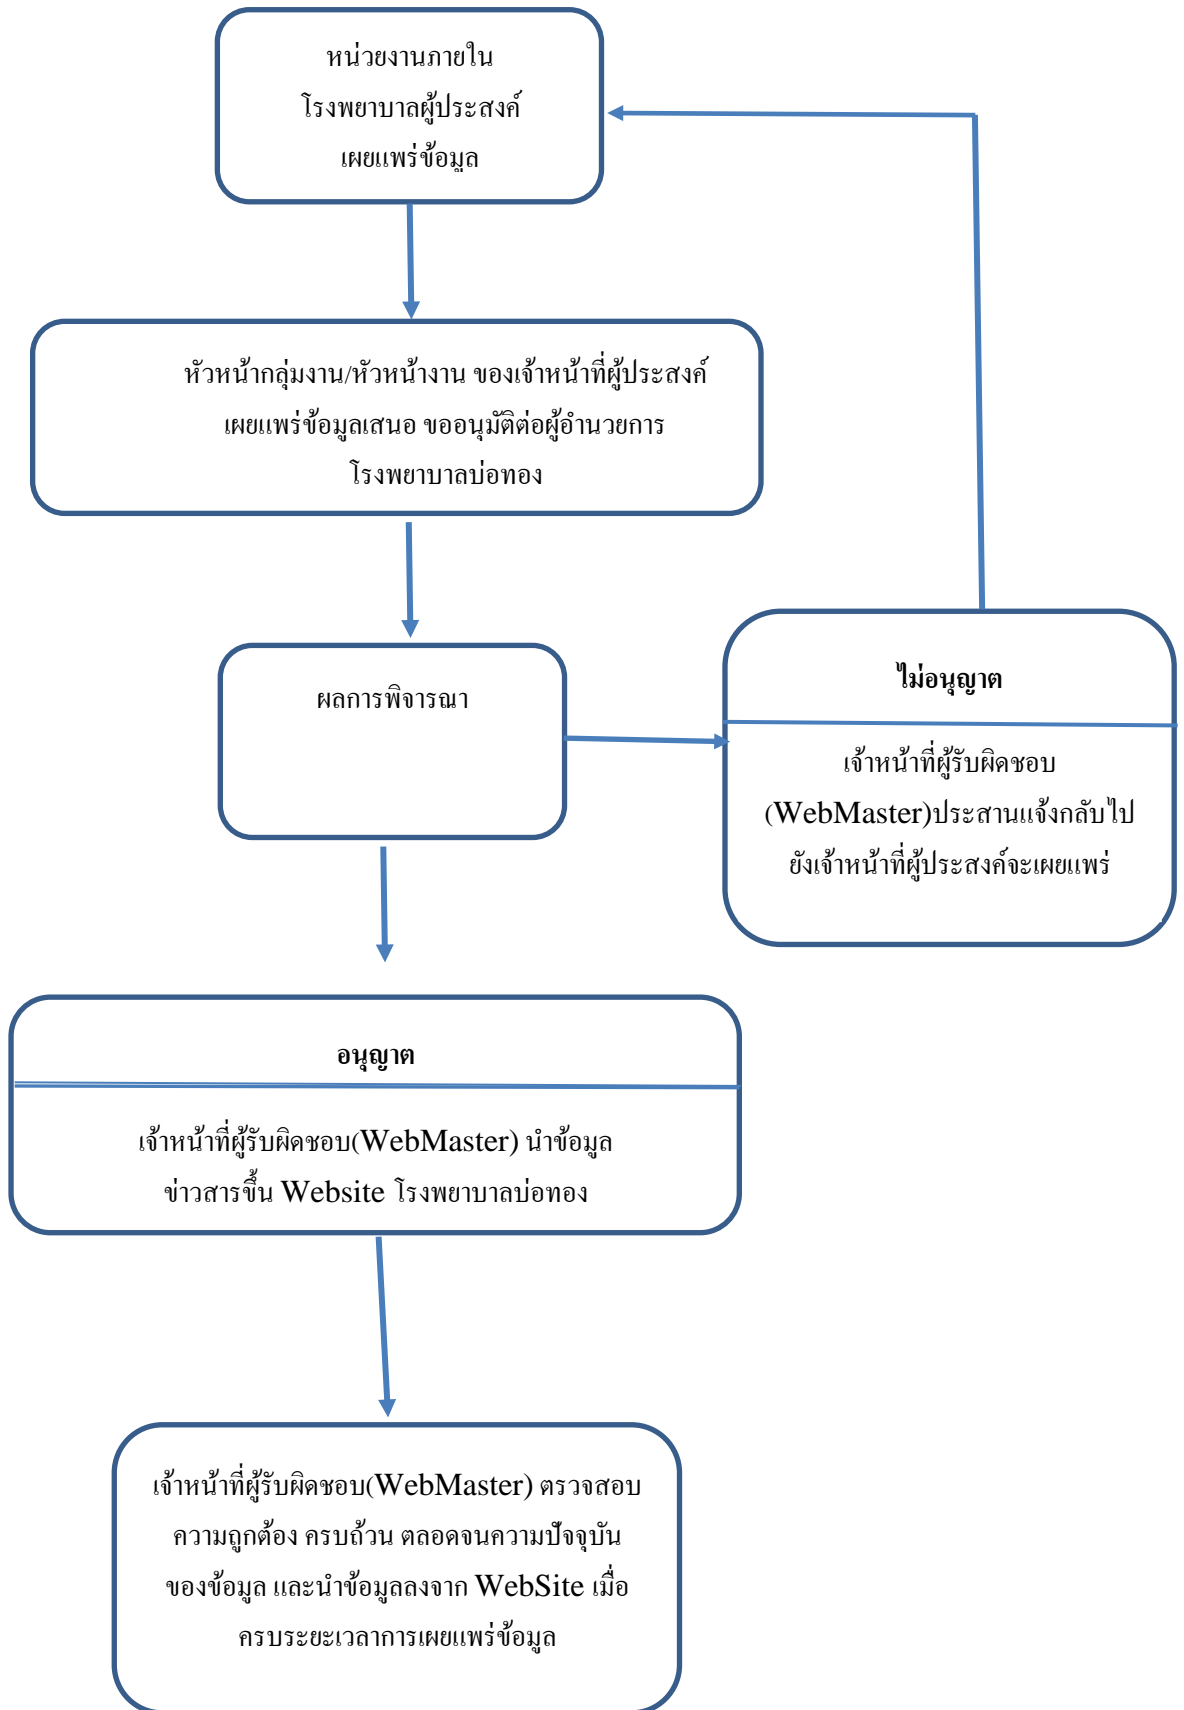 หน่วยงานภายใน
โรงพยาบาลผู้ประสงค์
เผยแพร่ข้อมูล
หัวหน้ากลุ่มงาน/หัวหน้างาน ของเจ้าหน้าที่ผู้ประสงค์
เผยแพร่ข้อมูลเสนอ ขออนุมัติต่อผู้อำนวยการ
โรงพยาบาลบ่อทอง
ผลการพิจารณา
ไม่อนุญาต
เจ้าหน้าที่ผู้รับผิดชอบ
(WebMaster)ประสานแจ้งกลับไป
ยังเจ้าหน้าที่ผู้ประสงค์จะเผยแพร่
อนุญาต
เจ้าหน้าที่ผู้รับผิดชอบ(WebMaster) นำข้อมูล
ข่าวสารขึ้น Website โรงพยาบาลบ่อทอง
เจ้าหน้าที่ผู้รับผิดชอบ(WebMaster) ตรวจสอบ
ความถูกต้อง ครบถ้วน ตลอดจนความปัจจุบัน
ของข้อมูล และนำข้อมูลลงจาก WebSite เมื่อ
ครบระยะเวลาการเผยแพร่ข้อมูล